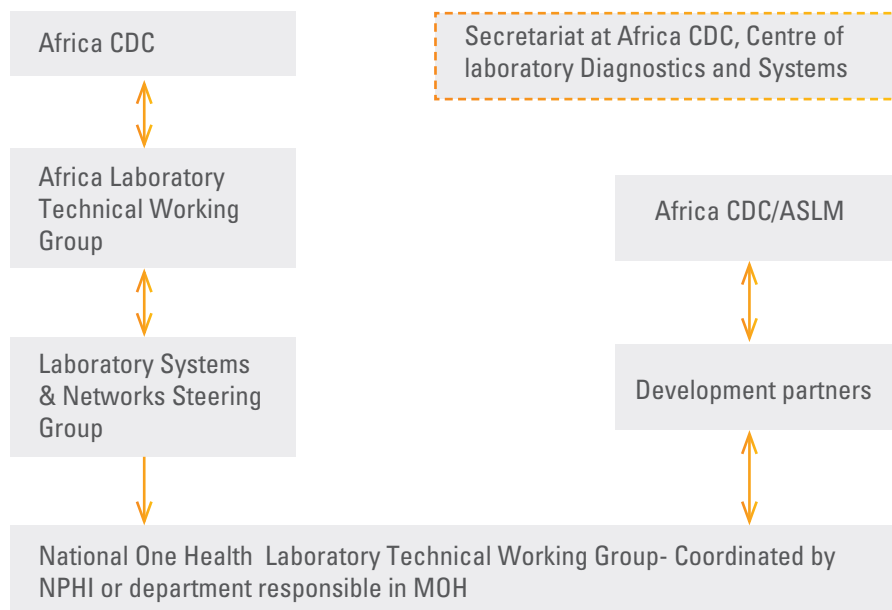 Africa CDC
Secretariat at Africa CDC, Centre of
laboratory Diagnostics and Systems
Africa Laboratory
Technical Working
Group
Africa CDC/ASLM
Laboratory Systems
& Networks Steering
Group
Development partners
National One Health  Laboratory Technical Working Group- Coordinated by
NPHI or department responsible in MOH